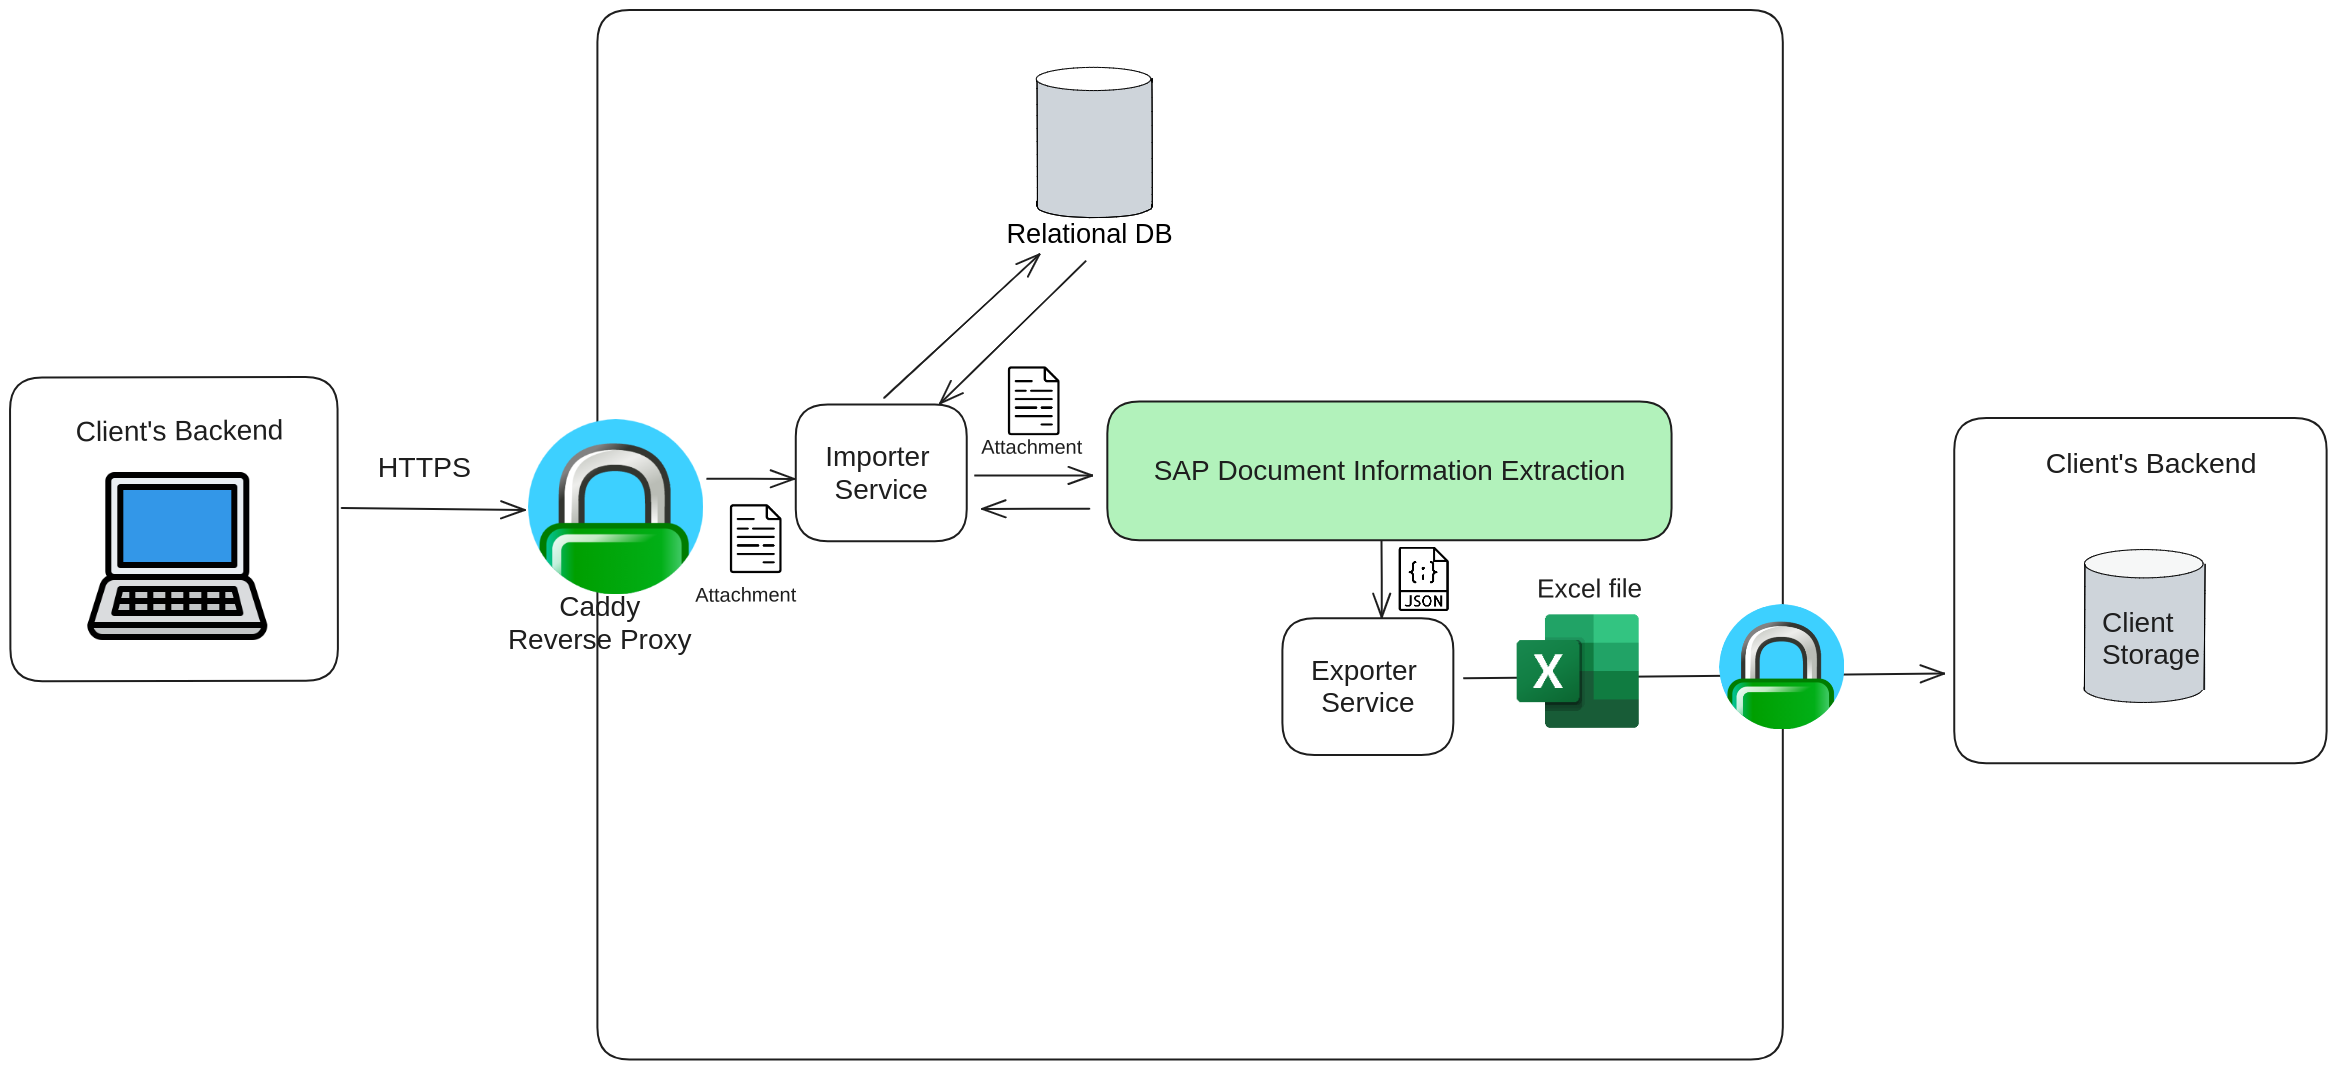 Relational DB
Client's Backend
HTTPS
Attachment
Importer
Service
SAP Document Information Extraction
Client's Backend
{;}
JSON
Attachment
Caddy
Reverse Proxy
Excel file
X
Exporter
Service
Client
Storage